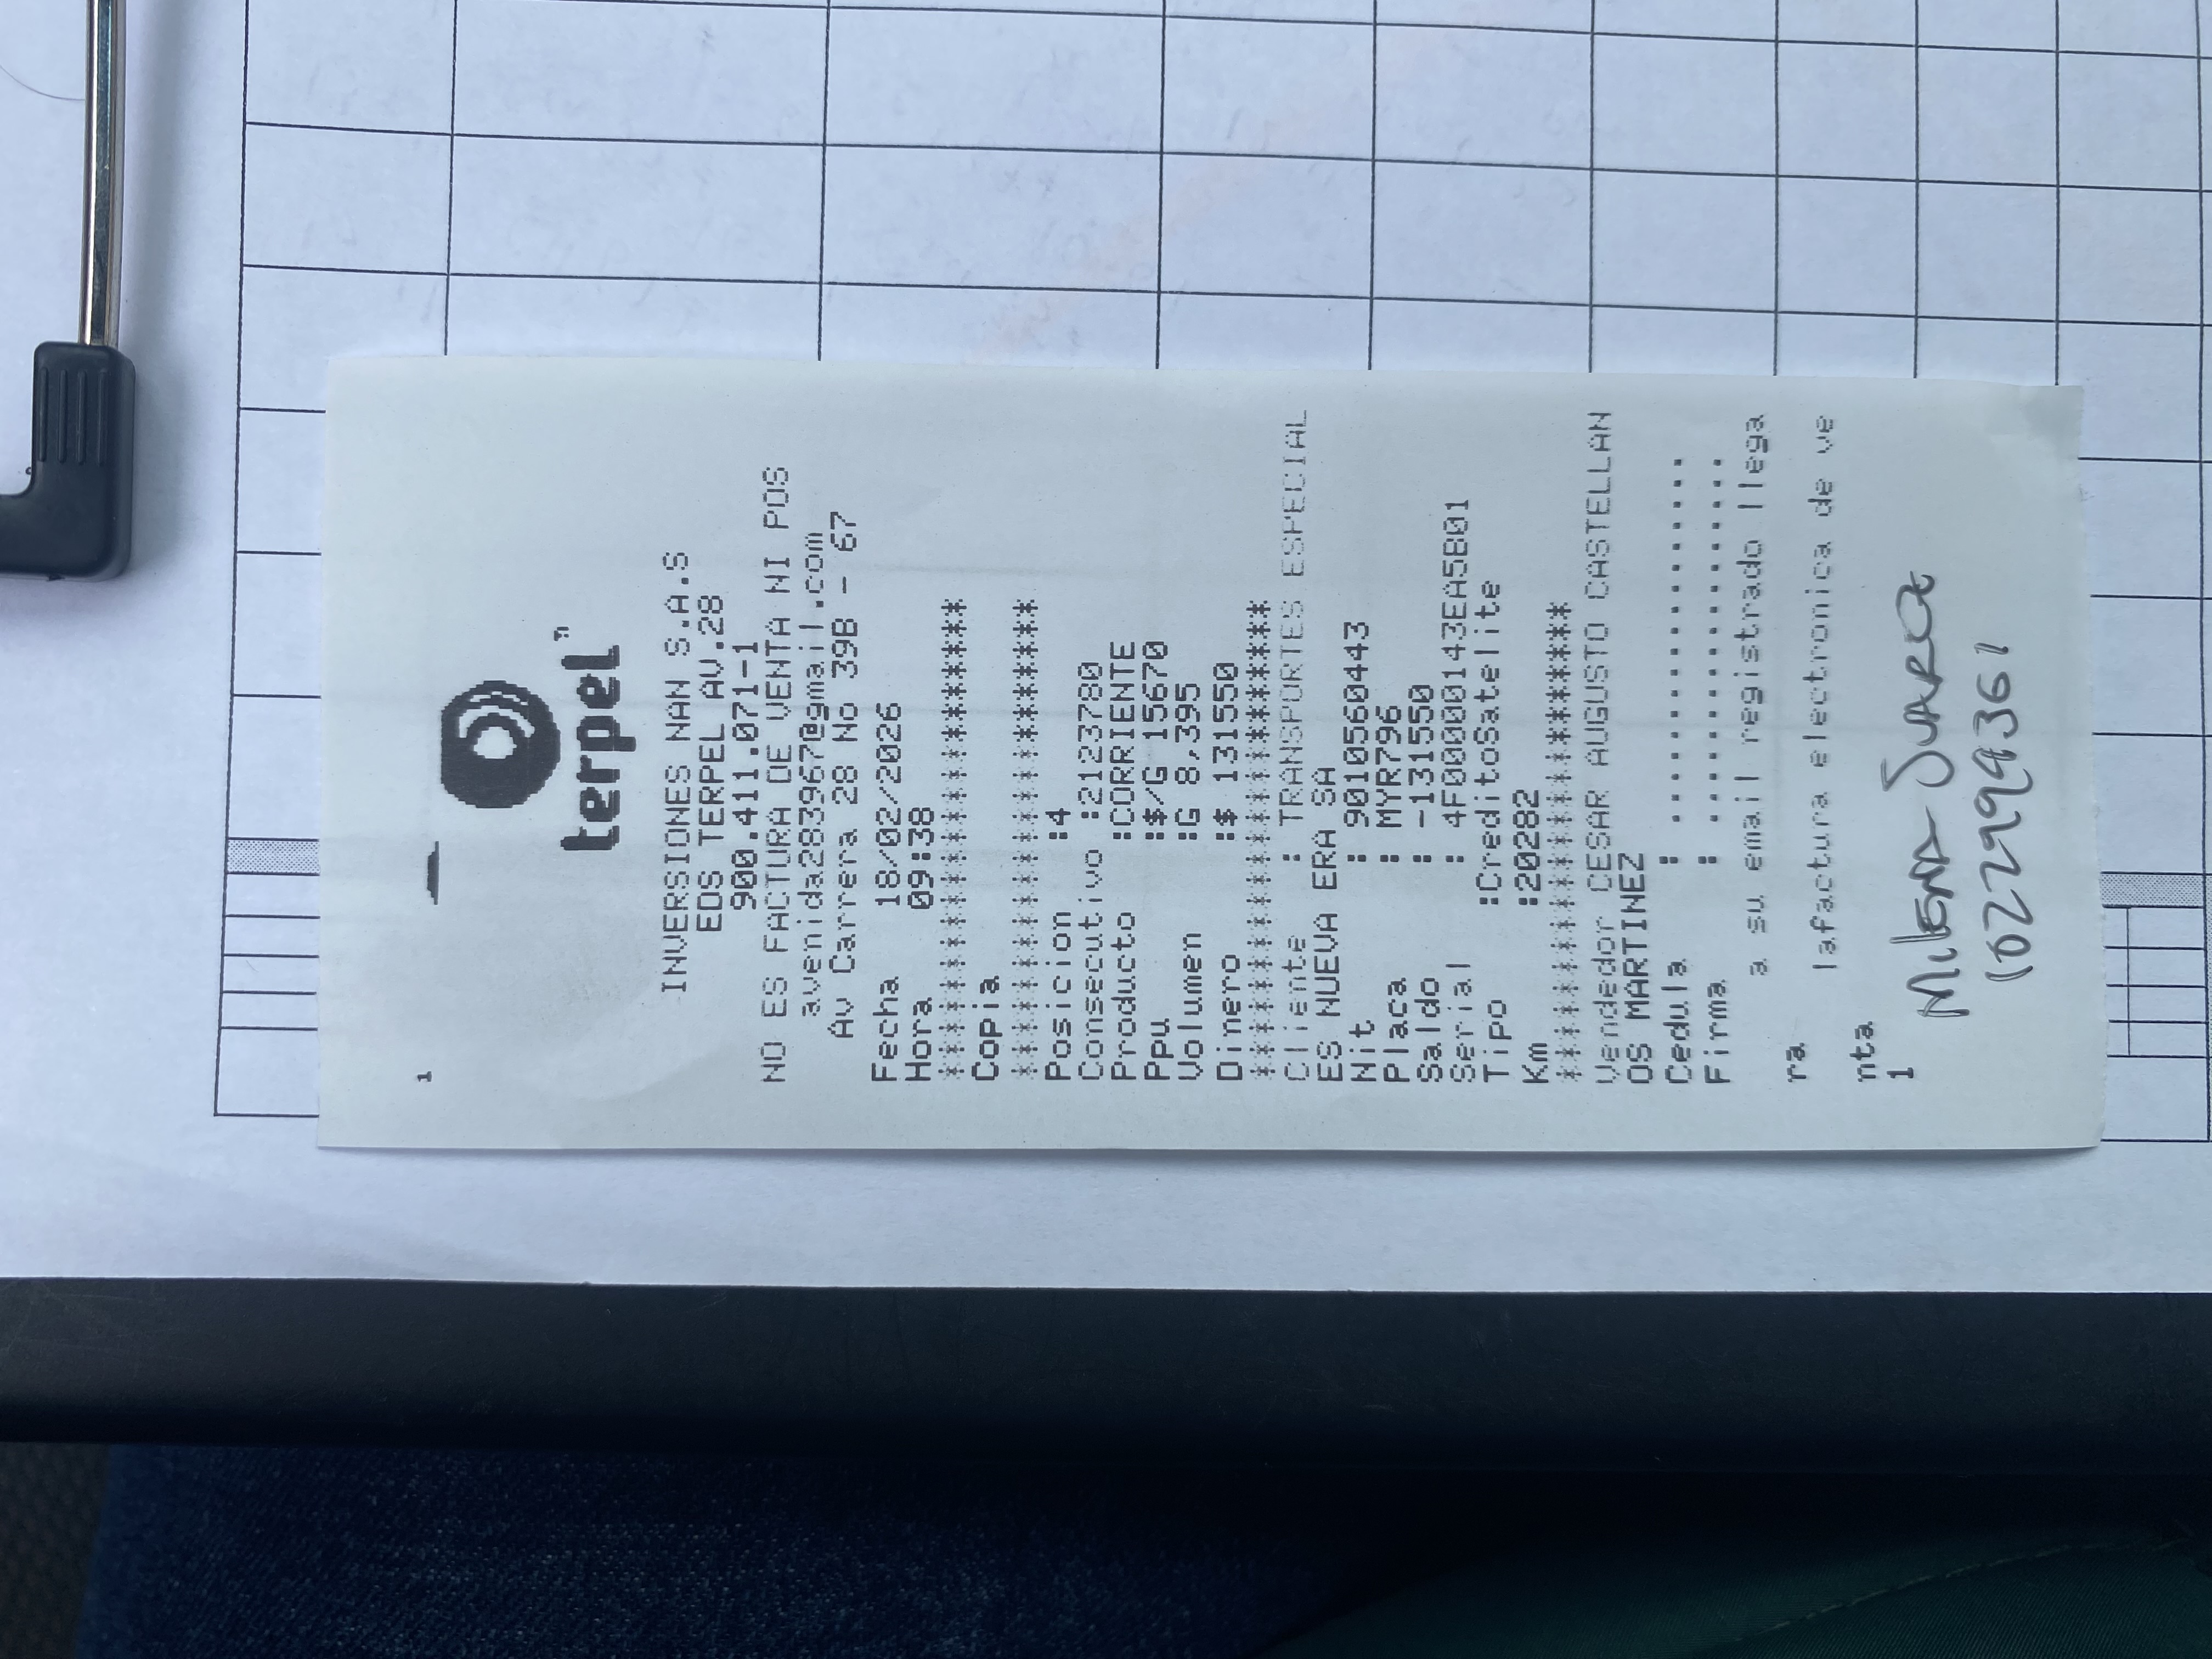 1
terpel
INVERSIONES NAN S.A.S
EDS TERPEL AV.28
900.411.071-1
NO ES FACTURA DE VENTA NI POS
avenida283967@gmail.com
Av Carrera 28 No 39B - 67
Fecha 18/02/2026
Hora 09:38
******************************
Copia
******************************
Posicion :4
Consecutivo :2123780
Producto :CORRIENTE
Ppu :$/G 15670
Volumen :G 8,395
Dinero :$ 131550
******************************
Cliente : TRANSPORTES ESPECIAL
ES NUEVA ERA SA
Nit : 9010560443
Placa : MYR796
Saldo : -131550
Serial : 4F00000143EA5B01
Tipo :CreditoSatelite
Km :20282
******************************
Vendedor CESAR AUGUSTO CASTELLAN
OS MARTINEZ
Cedula : ......................
Firma : ......................
a su email registrado llega
ra
lafactura electronica de ve
nta
1
Milena
1022999361